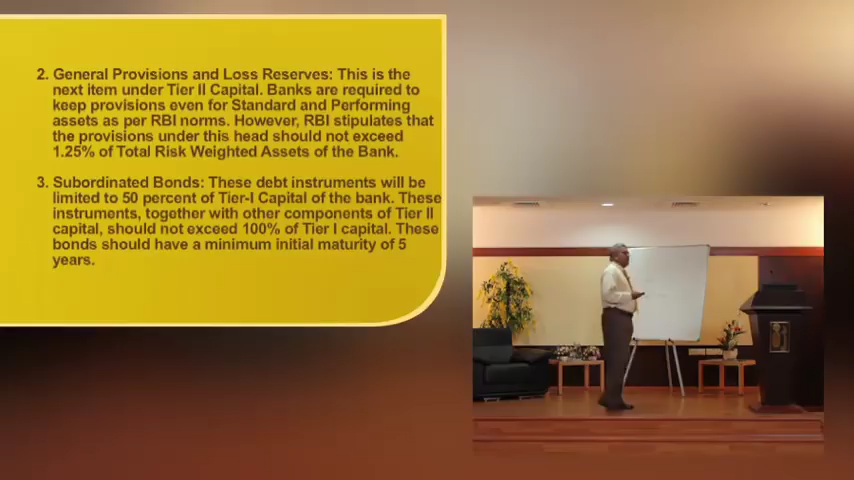 2. General Provisions and Loss Reserves: This is the
next item under Tier II Capital. Banks are required to
keep provisions even for Standard and Performing
assets as per RBI norms. However, RBI stipulates that
the provisions under this head should not exceed
1.25% of Total Risk Weighted Assets of the Bank.
3. Subordinated Bonds: These debt instruments will be
limited to 50 percent of Tier-I Capital of the bank. These
instruments, together with other components of Tier II
capital, should not exceed 100% of Tier I capital. These
bonds should have a minimum initial maturity of 5
years.